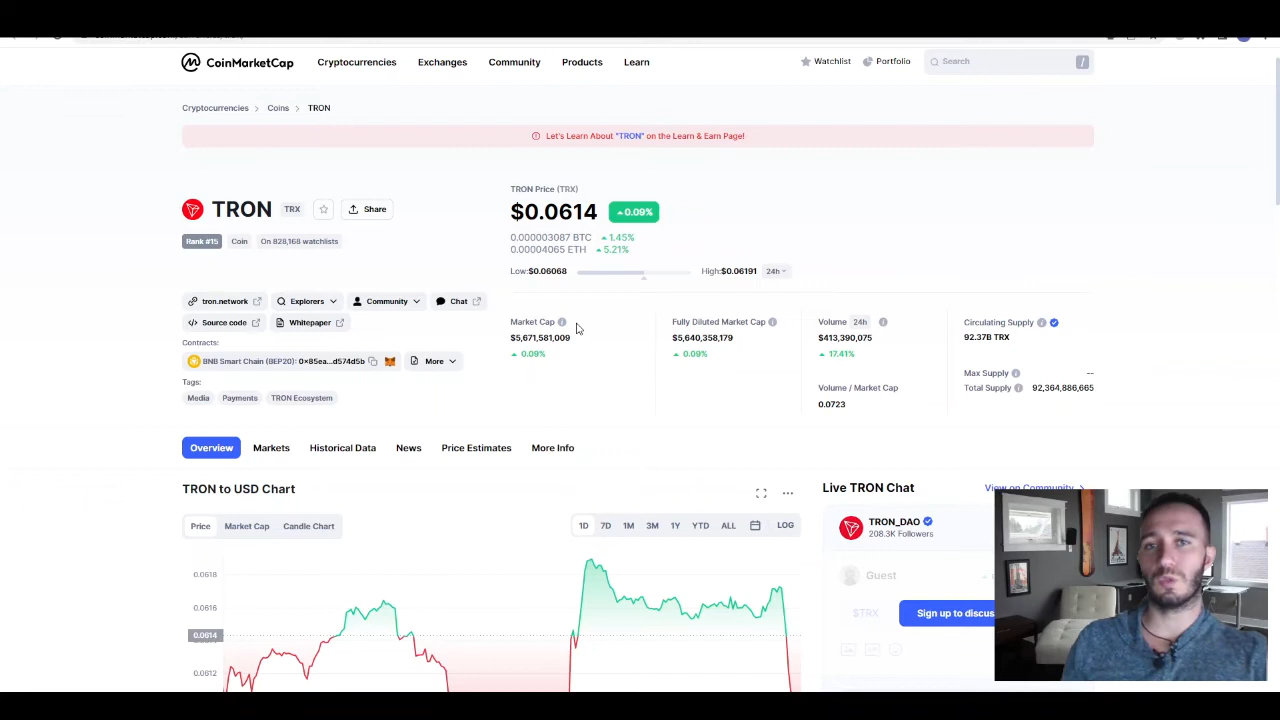 CoinMarketCap Cryptocurrencies Exchanges Community Products Learn Watchlist Portfolio Search /
Cryptocurrencies > Coins > TRON
Let's Learn About "TRON" on the Learn & Earn Page!
TRON TRX Share
Rank #15 Coin On 828,168 watchlists
TRON Price (TRX)
$0.0614 0.09%
0.000003087 BTC 1.45%
0.00004065 ETH 5.21%
Low:$0.06068 High:$0.06191 24h
tron.network Explorers Community Chat
Source code Whitepaper
Contracts:
BNB Smart Chain (BEP20): 0x85ea...d574d5b More
Tags:
Media Payments TRON Ecosystem
Market Cap
$5,671,581,009
0.09%
Fully Diluted Market Cap
$5,640,358,179
0.09%
Volume 24h
$413,390,075
17.41%
Volume / Market Cap
0.0723
Circulating Supply
92.37B TRX
Max Supply --
Total Supply 92,364,886,665
Overview Markets Historical Data News Price Estimates More Info
TRON to USD Chart
Price Market Cap Candle Chart 1D 7D 1M 3M 1Y YTD ALL LOG
0.0618
0.0616
0.0614
0.0612
Live TRON Chat View on Community >
TRON_DAO
208.3K Followers
Guest
$TRX Sign up to discus